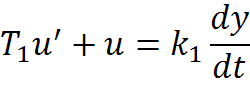 T₁u′ + u = k₁ dy/dt